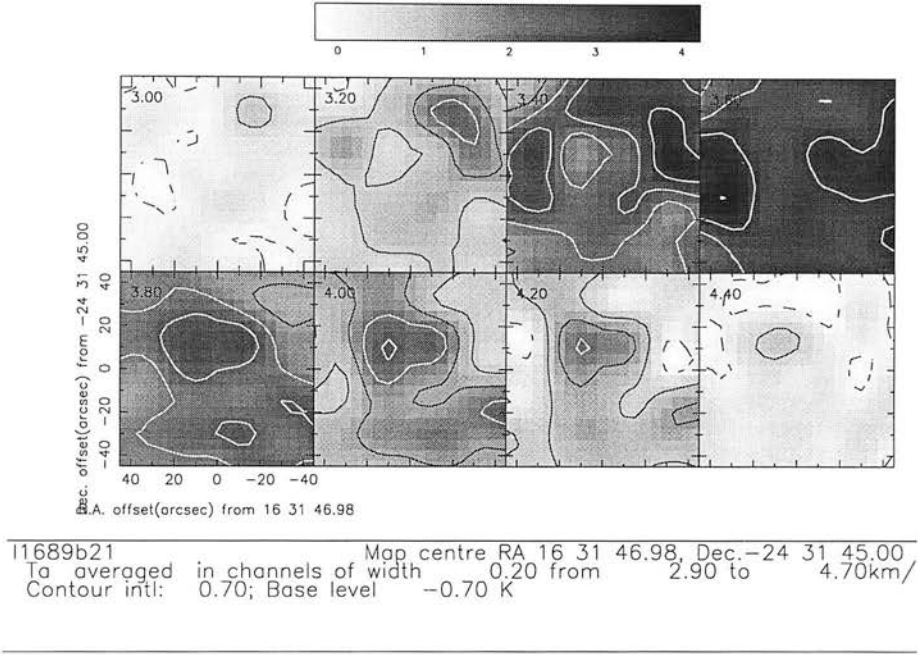 0 1 2 3 4
3.00 3.20 3.40 3.60
40 3.80 4.00 4.20 4.40
20
0
−20
−40
40 20 0 −20 −40
Dec. offset(arcsec) from −24 31 45.00
R.A. offset(arcsec) from 16 31 46.98
I1689b21 Map centre RA 16 31 46.98, Dec.−24 31 45.00
Ta averaged in channels of width 0.20 from 2.90 to 4.70km/
Contour intl: 0.70; Base level −0.70 K